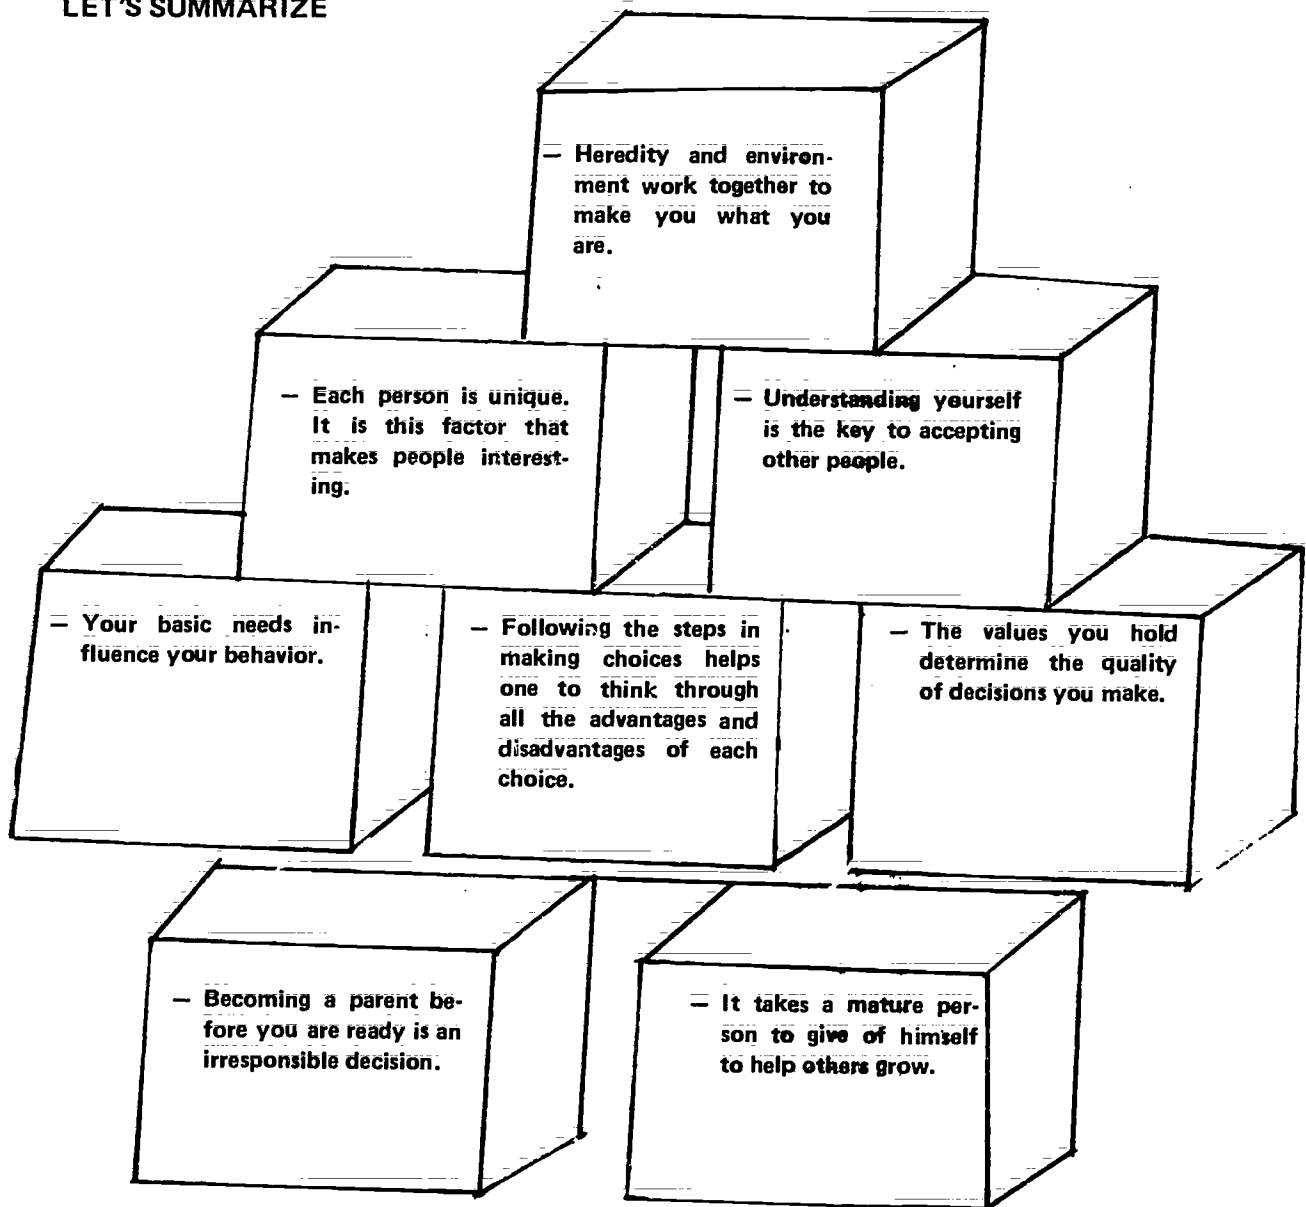 LET'S SUMMARIZE
— Heredity and environ-
ment work together to
make you what you
are.
— Each person is unique.
It is this factor that
makes people interest-
ing.
— Understanding yourself
is the key to accepting
other people.
— Your basic needs in-
fluence your behavior.
— Following the steps in
making choices helps
one to think through
all the advantages and
disadvantages of each
choice.
— The values you hold
determine the quality
of decisions you make.
— Becoming a parent be-
fore you are ready is an
irresponsible decision.
— It takes a mature per-
son to give of himself
to help others grow.